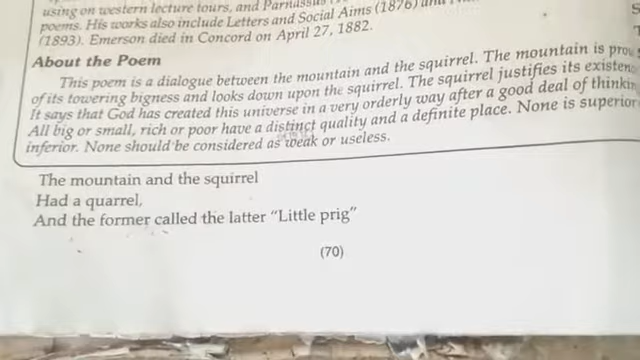 using on western lecture tours, and Parnassus
poems. His works also include Letters and Social Aims (1876) and
(1893). Emerson died in Concord on April 27, 1882.
About the Poem
This poem is a dialogue between the mountain and the squirrel. The mountain is prou
of its towering bigness and looks down upon the squirrel. The squirrel justifies its existenc
It says that God has created this universe in a very orderly way after a good deal of thinkin
All big or small, rich or poor have a distinct quality and a definite place. None is superior
inferior. None should be considered as weak or useless.
The mountain and the squirrel
Had a quarrel,
And the former called the latter "Little prig"
(70)